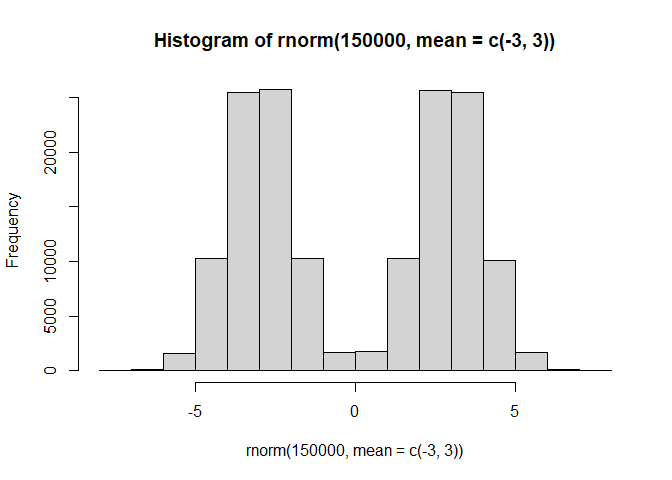 Histogram of rnorm(150000, mean = c(-3, 3))
Frequency
20000
10000
5000
0
-5
0
5
rnorm(150000, mean = c(-3, 3))